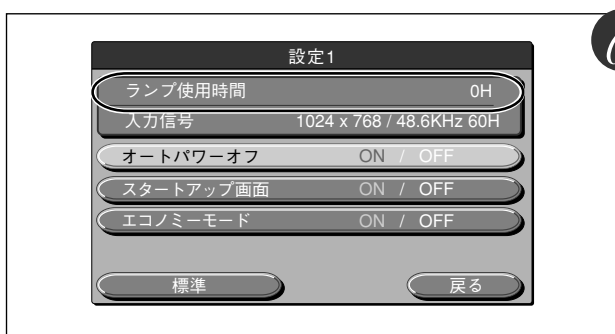 設定1
ランプ使用時間 0H
入力信号 1024 x 768 / 48.6KHz 60H
オートパワーオフ ON / OFF
スタートアップ画面 ON / OFF
エコノミーモード ON / OFF
標準 戻る